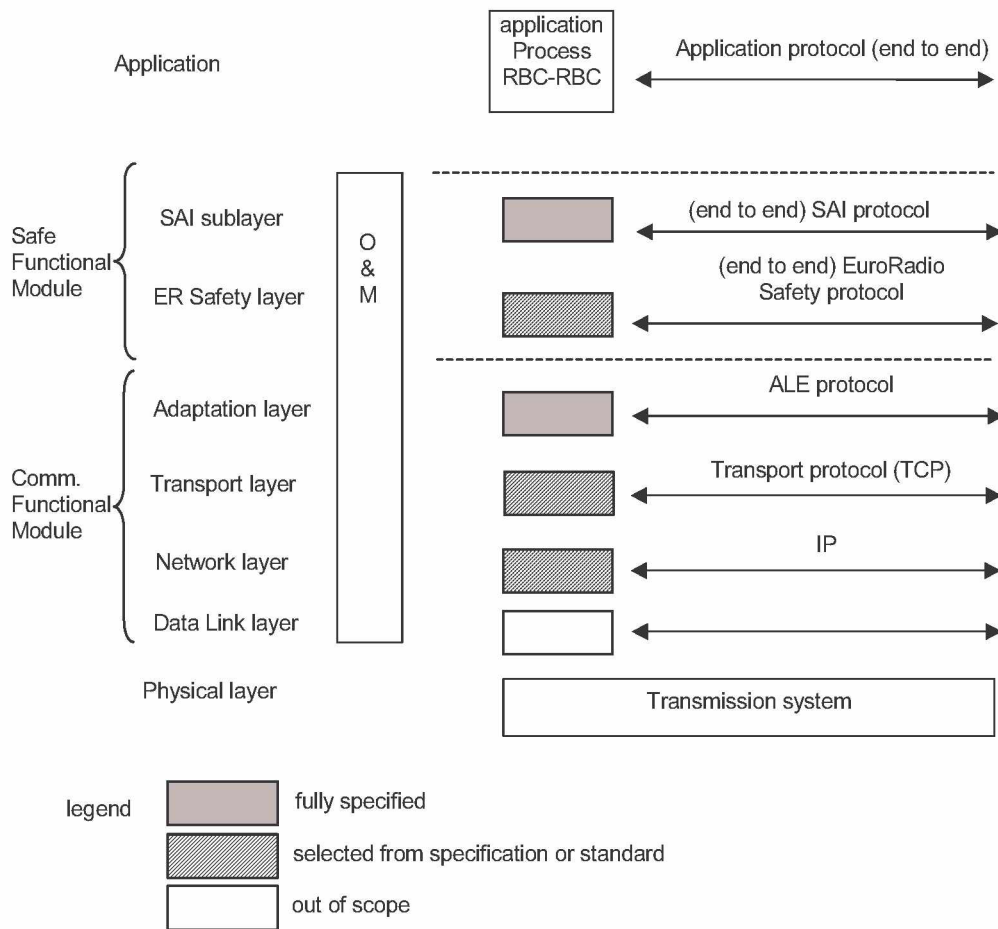 application
Process
RBC-RBC
Application
Application protocol (end to end)
Safe
Functional
Module
SAI sublayer
ER Safety layer
O
&
M
(end to end) SAI protocol
(end to end) EuroRadio
Safety protocol
Comm.
Functional
Module
Adaptation layer
ALE protocol
Transport layer
Transport protocol (TCP)
Network layer
IP
Data Link layer
Physical layer
Transmission system
legend
fully specified
selected from specification or standard
out of scope